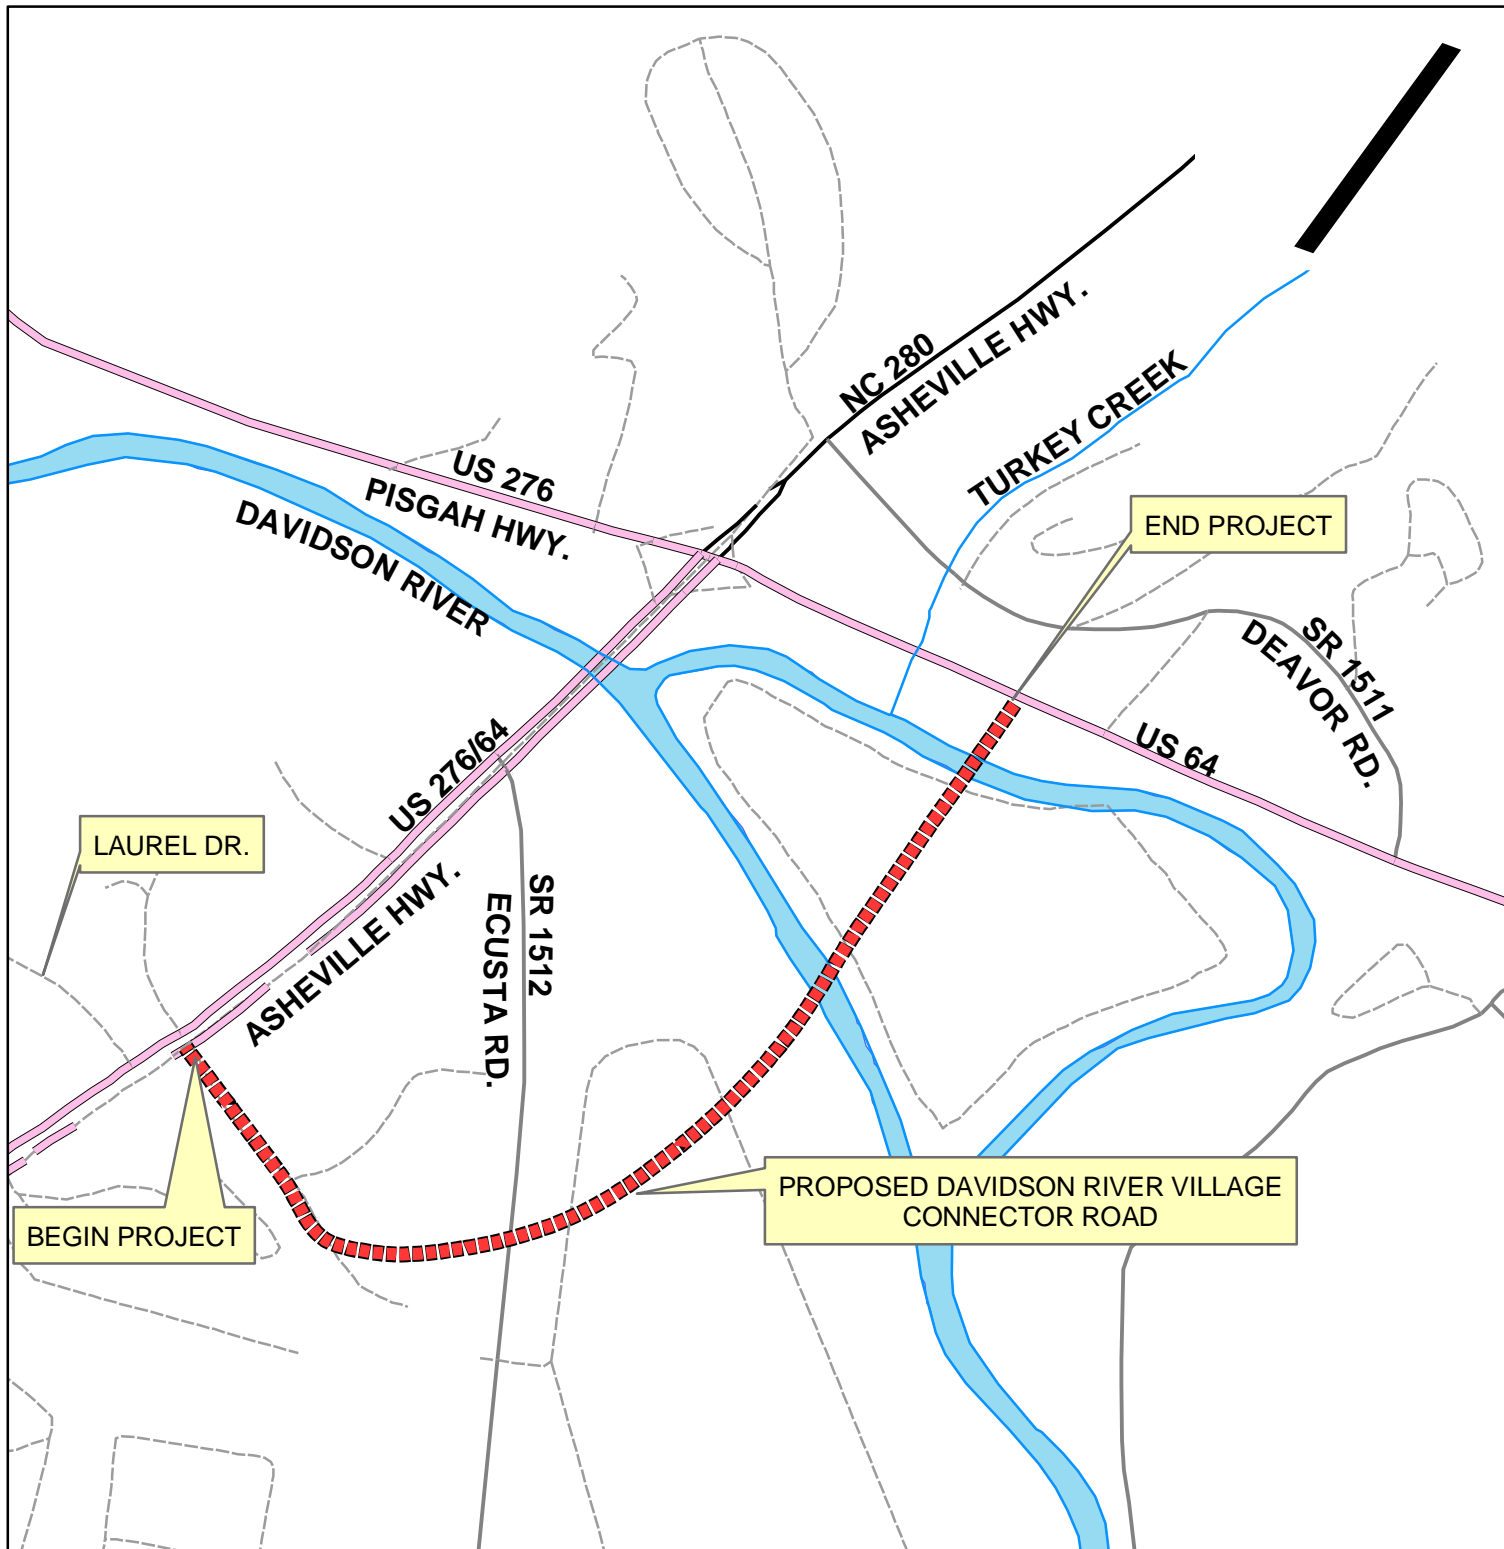 NC 280
ASHEVILLE HWY.
TURKEY CREEK
US 276
PISGAH HWY.
DAVIDSON RIVER
END PROJECT
SR 1511
DEAVOR RD.
US 64
US 276/64
ASHEVILLE HWY.
LAUREL DR.
SR 1512
ECUSTA RD.
PROPOSED DAVIDSON RIVER VILLAGE
CONNECTOR ROAD
BEGIN PROJECT